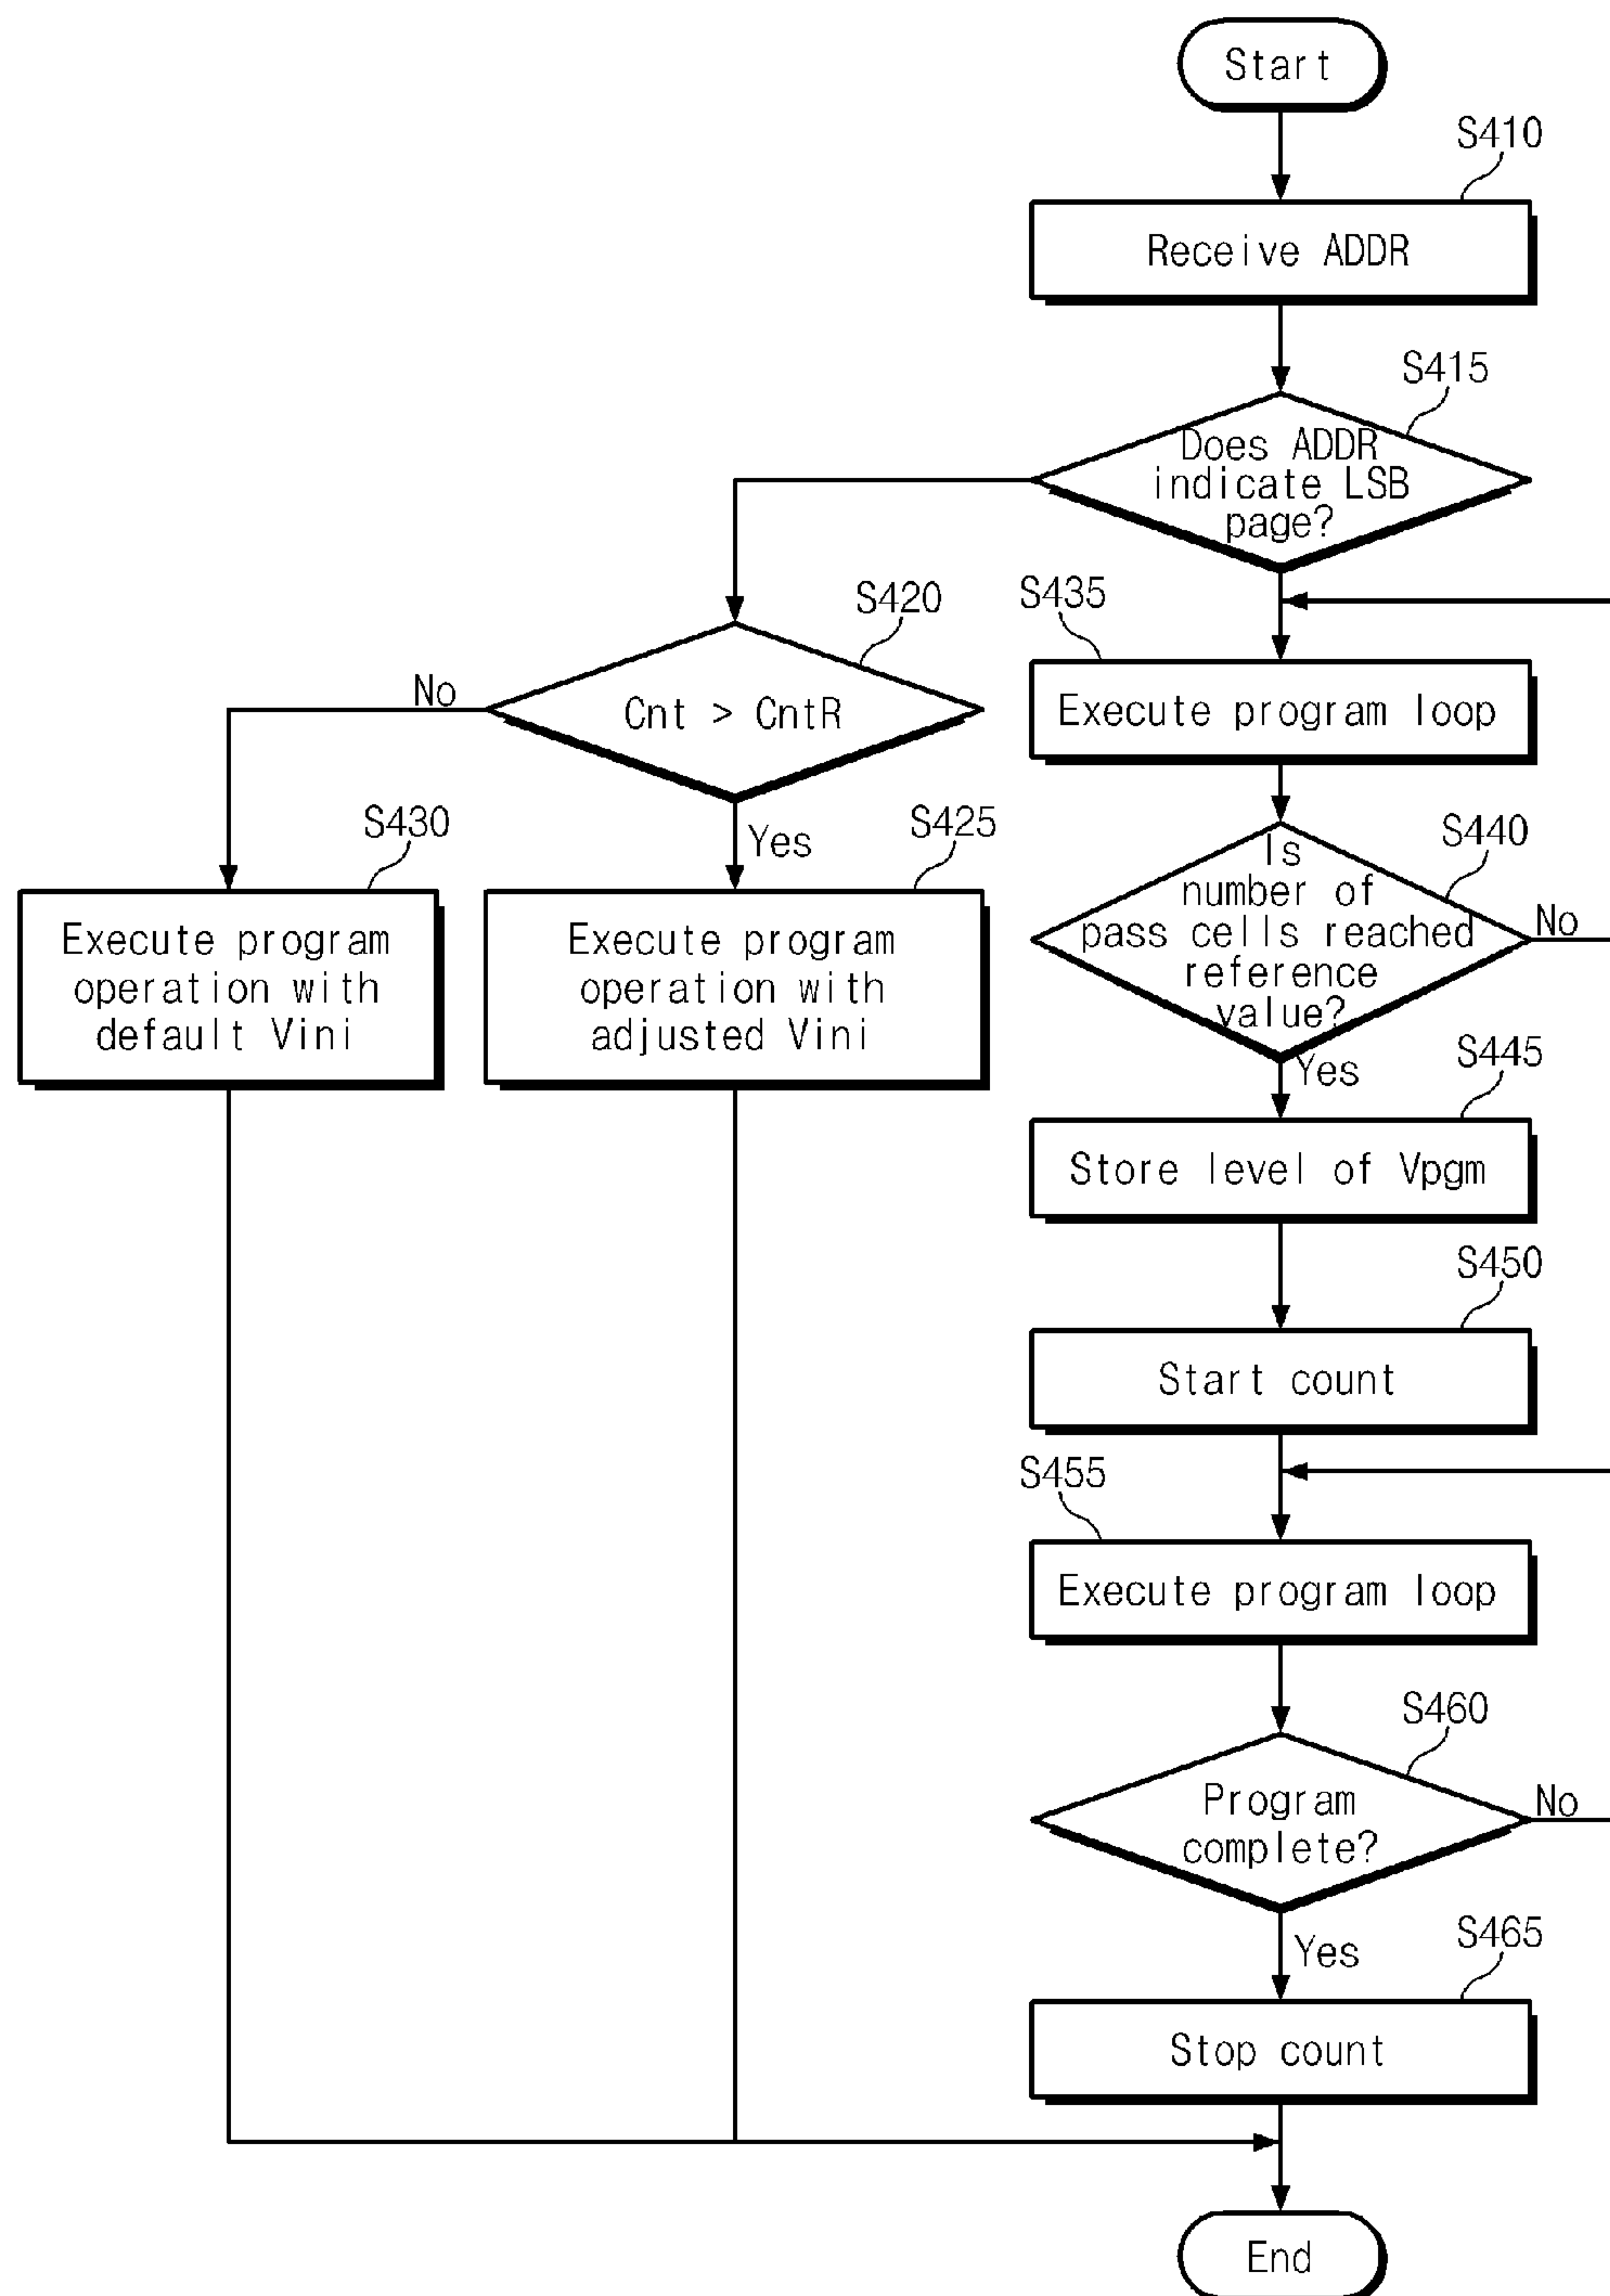 Start
S410
Receive ADDR
S415
Does ADDR
indicate LSB
page?
S420
Cnt > CntR
No
Yes
S430
Execute program
operation with
default Vini
S425
Execute program
operation with
adjusted Vini
S435
Execute program loop
S440
Is
number of
pass cells reached
reference
value?
No
Yes
S445
Store level of Vpgm
S450
Start count
S455
Execute program loop
S460
Program
complete?
No
Yes
S465
Stop count
End